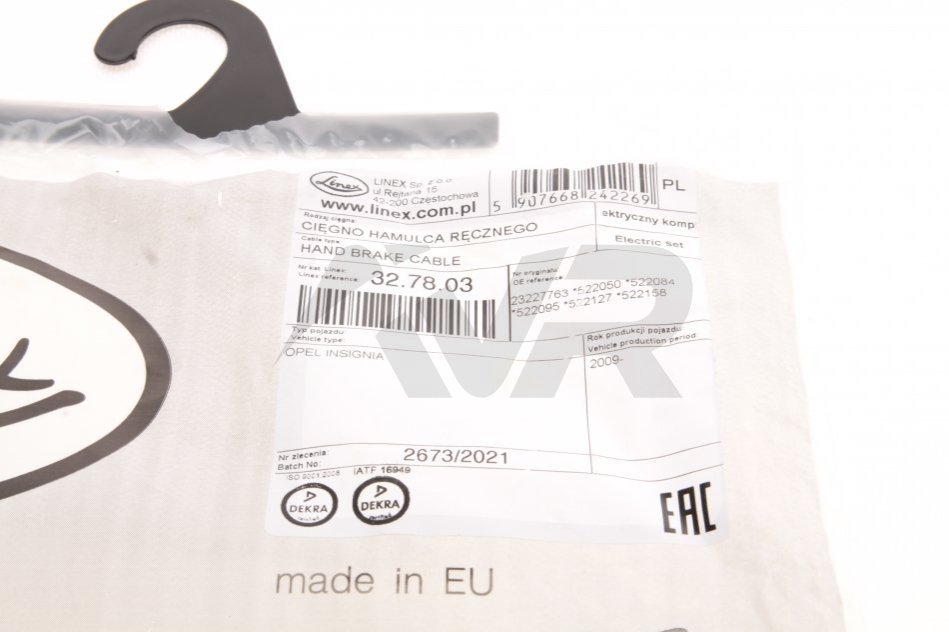 Linex
LINEX Sp. z o.o
ul Rejtana 15
42-200 Częstochowa
www.linex.com.pl
5 907668 242269
PL
Rodzaj cięgna:
CIĘGNO HAMULCA RĘCZNEGO
Cable type:
HAND BRAKE CABLE
ektryczny komp
Electric set
Nr kat Linex:
Linex reference:
32.78.03
Nr oryginału
OE reference
23227763 *522050 *522084
*522095 *522127 *522158
Typ pojazdu:
Vehicle type:
OPEL INSIGNIA
Rok produkcji pojazdu
Vehicle production period:
2009-
Nr zlecenia:
Batch No:
2673/2021
ISO 9001:2008
IATF 16949
DEKRA
certified
DEKRA
certified
EAC
made in EU
KVR